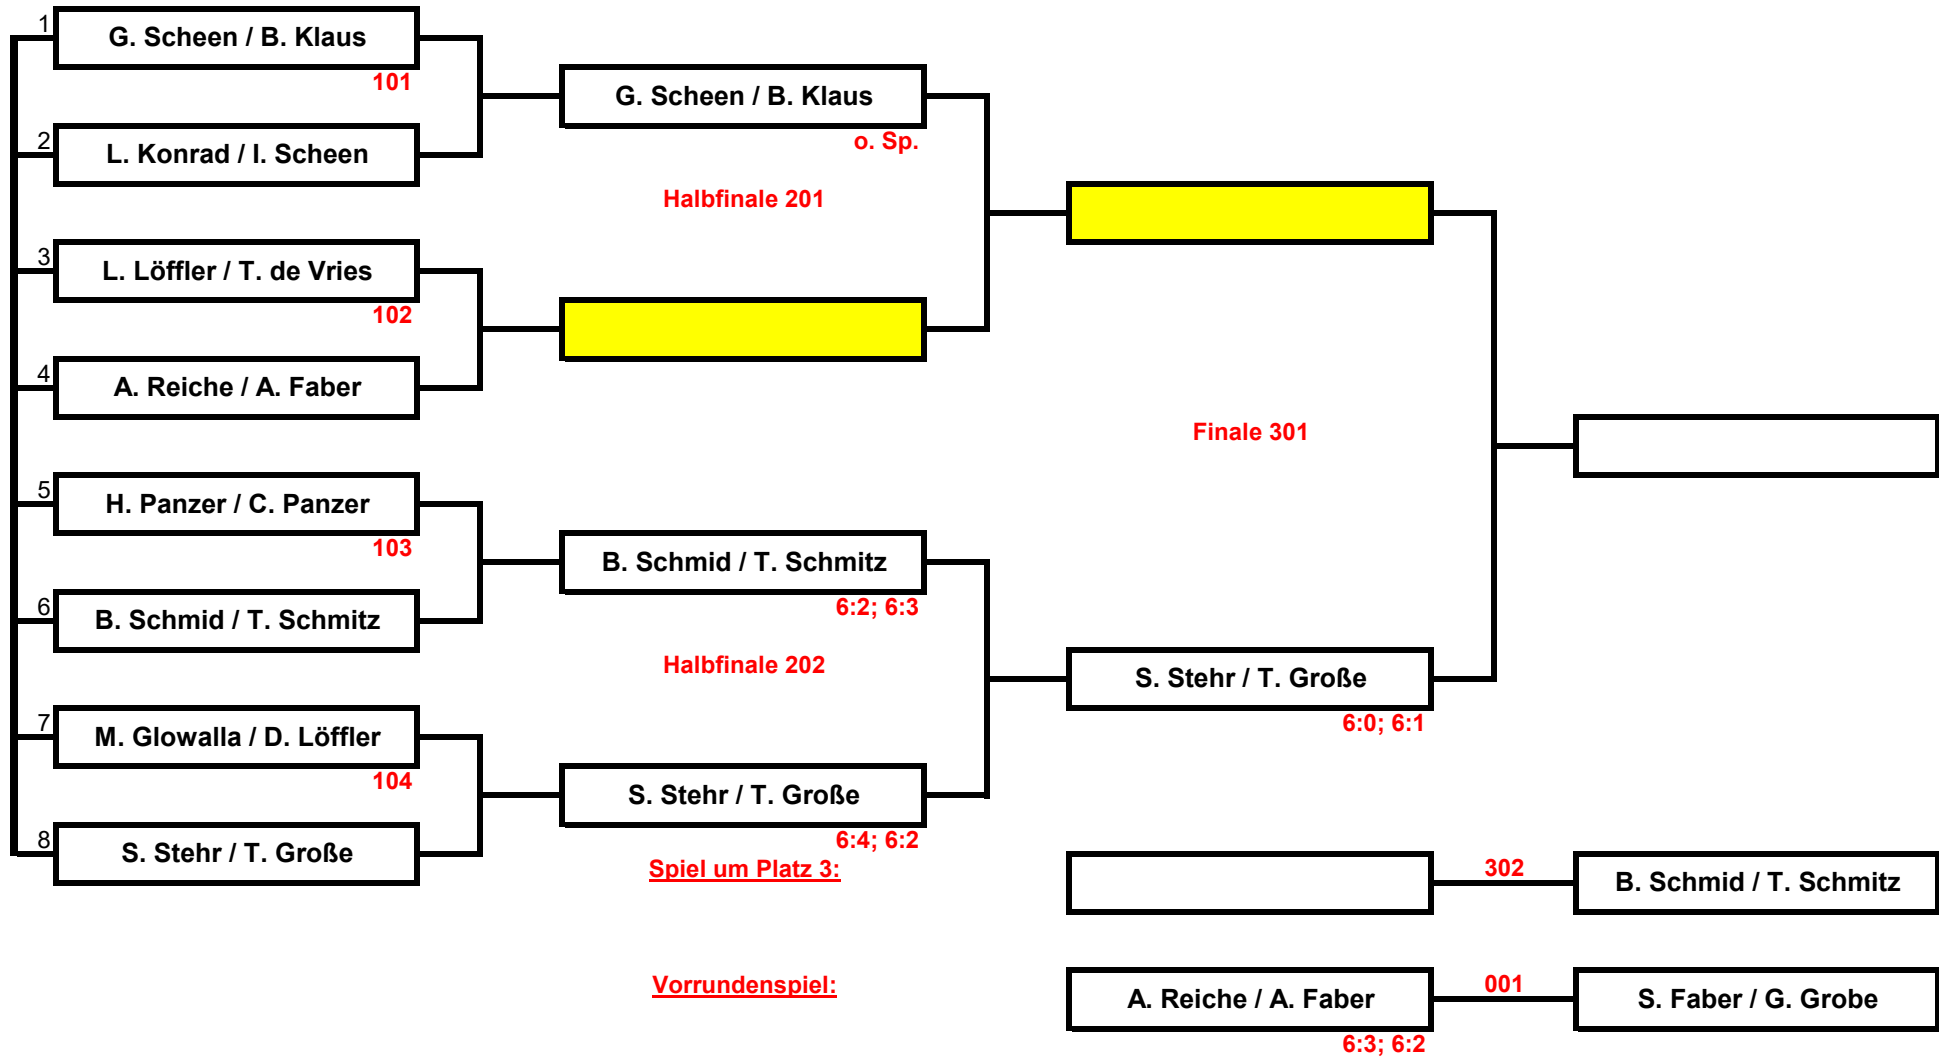 1
G. Scheen / B. Klaus
101
2
L. Konrad / I. Scheen
3
L. Löffler / T. de Vries
102
4
A. Reiche / A. Faber
5
H. Panzer / C. Panzer
103
6
B. Schmid / T. Schmitz
7
M. Glowalla / D. Löffler
104
8
S. Stehr / T. Große
G. Scheen / B. Klaus
o. Sp.
Halbfinale 201
B. Schmid / T. Schmitz
6:2; 6:3
Halbfinale 202
S. Stehr / T. Große
6:4; 6:2
Finale 301
S. Stehr / T. Große
6:0; 6:1
Spiel um Platz 3:
302
B. Schmid / T. Schmitz
Vorrundenspiel:
A. Reiche / A. Faber
001
S. Faber / G. Grobe
6:3; 6:2